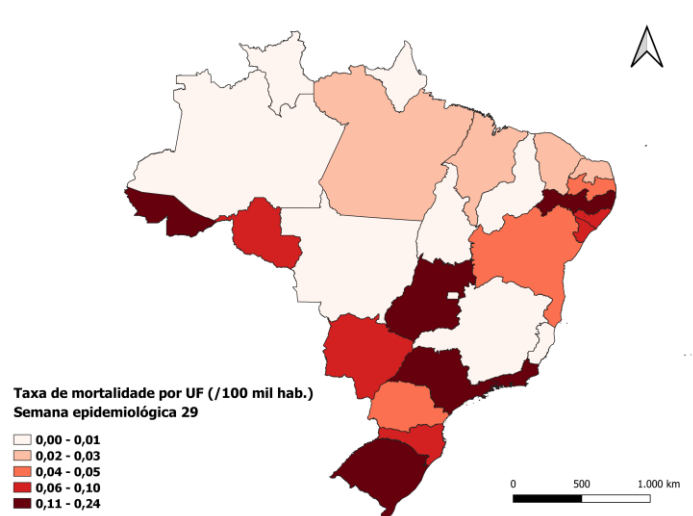 Taxa de mortalidade por UF (/100 mil hab.)
Semana epidemiológica 29
0,00 - 0,01
0,02 - 0,03
0,04 - 0,05
0,06 - 0,10
0,11 - 0,24
0 500 1.000 km